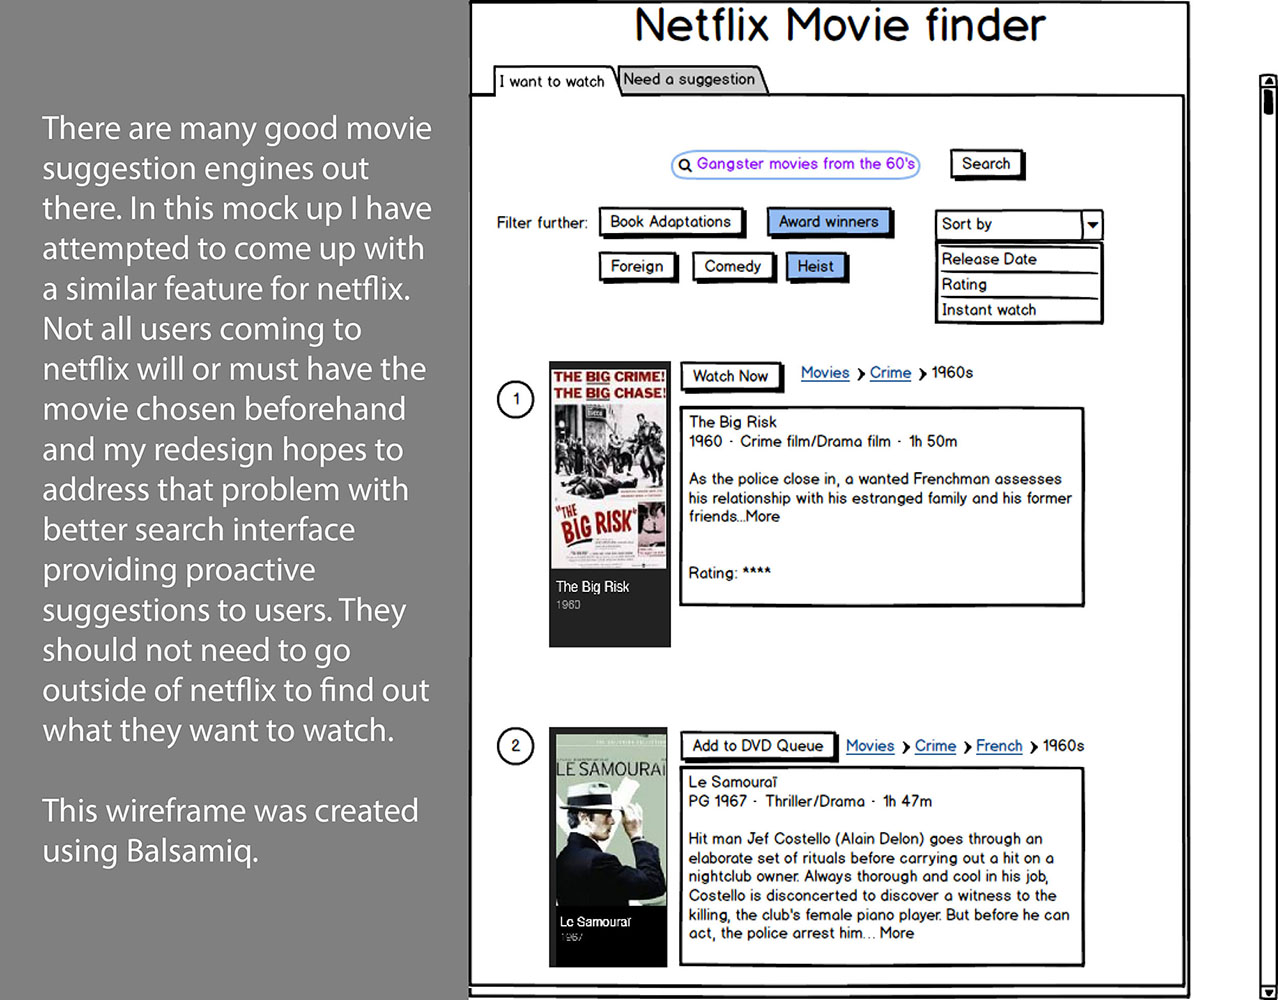 There are many good movie
suggestion engines out
there. In this mock up I have
attempted to come up with
a similar feature for netflix.
Not all users coming to
netflix will or must have the
movie chosen beforehand
and my redesign hopes to
address that problem with
better search interface
providing proactive
suggestions to users. They
should not need to go
outside of netflix to find out
what they want to watch.
This wireframe was created
using Balsamiq.
Netflix Movie finder
I want to watch
Need a suggestion
Gangster movies from the 60's
Search
Filter further:
Book Adaptations
Award winners
Foreign
Comedy
Heist
Sort by
Release Date
Rating
Instant watch
1
THE BIG CRIME!
THE BIG CHASE!
"THE
BIG RISK"
The Big Risk
1960
Watch Now
Movies > Crime > 1960s
The Big Risk
1960 · Crime film/Drama film · 1h 50m
As the police close in, a wanted Frenchman assesses
his relationship with his estranged family and his former
friends...More
Rating: ****
2
LE SAMOURAÏ
Le Samouraï
1967
Add to DVD Queue
Movies > Crime > French > 1960s
Le Samouraï
PG 1967 · Thriller/Drama · 1h 47m
Hit man Jef Costello (Alain Delon) goes through an
elaborate set of rituals before carrying out a hit on a
nightclub owner. Always thorough and cool in his job,
Costello is disconcerted to discover a witness to the
killing, the club's female piano player. But before he can
act, the police arrest him... More